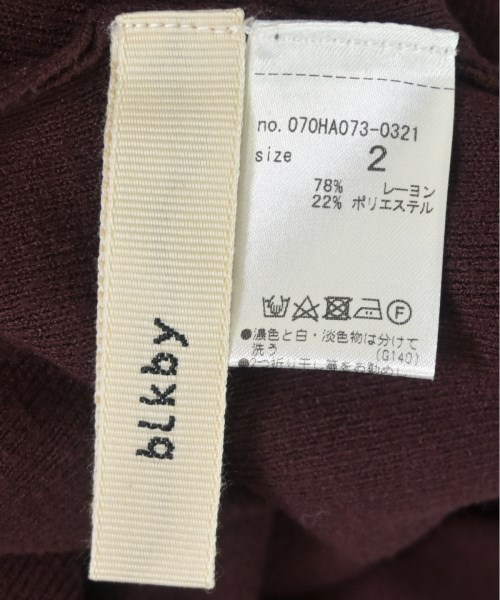 blkby
no. 070HA073-0321
size 2
78% レーヨン
22% ポリエステル
F
●濃色と白・淡色物は分けて
洗う (G140)